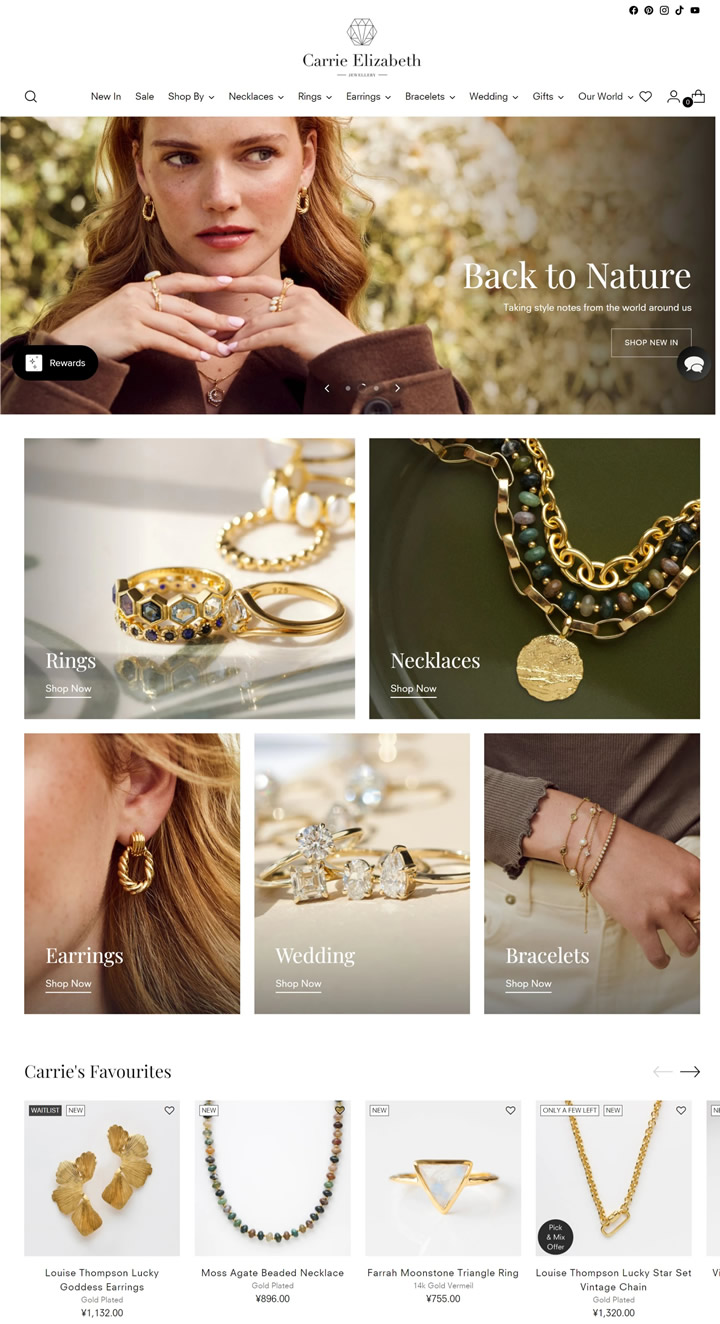 Carrie Elizabeth
JEWELLERY
New In Sale Shop By Necklaces Rings Earrings Bracelets Wedding Gifts Our World 0
Back to Nature
Taking style notes from the world around us
SHOP NEW IN
Rewards
925
Rings
Shop Now
Necklaces
Shop Now
Earrings
Shop Now
Wedding
Shop Now
Bracelets
Shop Now
Carrie's Favourites
WAITLIST NEW
Louise Thompson Lucky
Goddess Earrings
Gold Plated
¥1,132.00
NEW
Moss Agate Beaded Necklace
Gold Plated
¥896.00
NEW
Farrah Moonstone Triangle Ring
14k Gold Vermeil
¥755.00
ONLY A FEW LEFT NEW
Pick
& Mix
Offer
Louise Thompson Lucky Star Set
Vintage Chain
Gold Plated
¥1,320.00